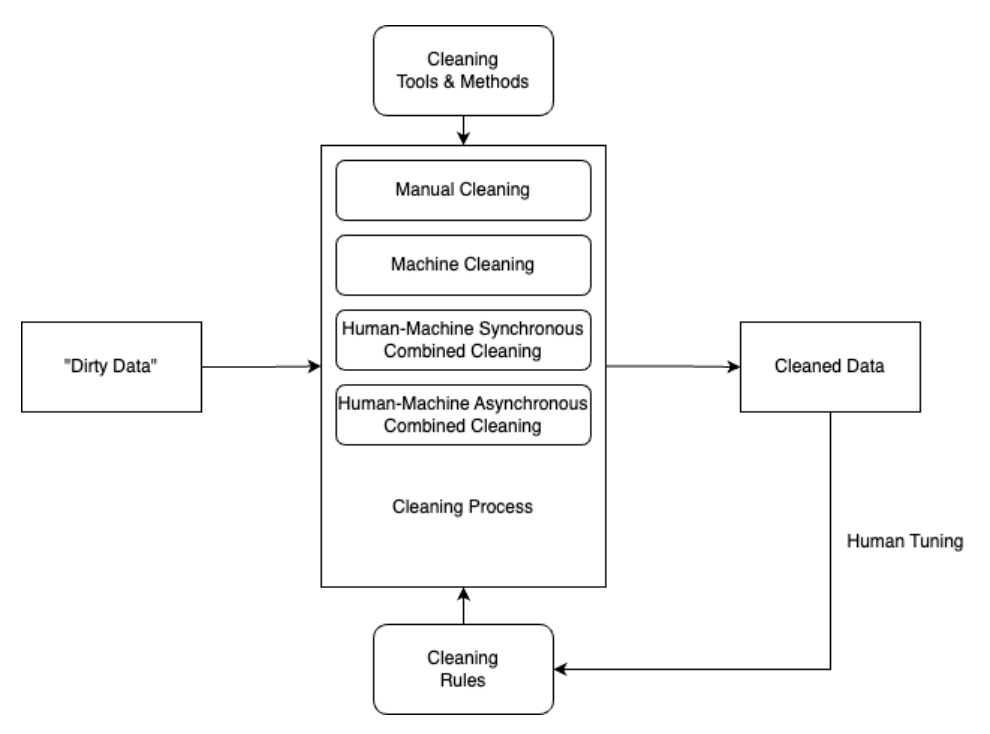 Cleaning
Tools & Methods
Manual Cleaning
Machine Cleaning
Human-Machine Synchronous
Combined Cleaning
Human-Machine Asynchronous
Combined Cleaning
Cleaning Process
"Dirty Data"
Cleaned Data
Human Tuning
Cleaning
Rules